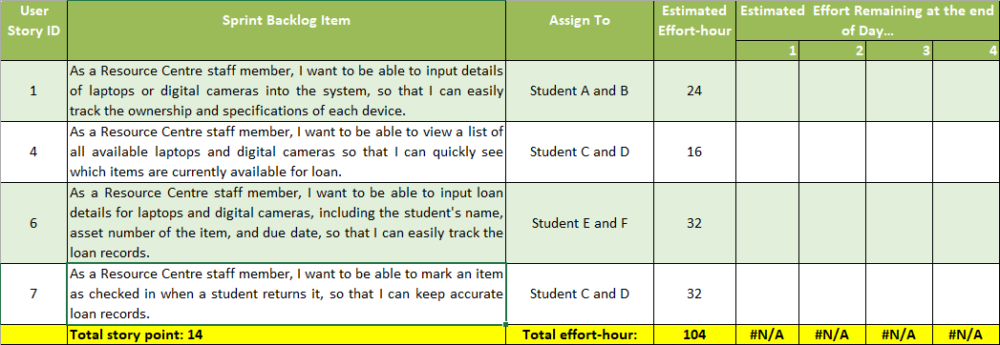 User Story ID
Sprint Backlog Item
Assign To
Estimated Effort-hour
Estimated Effort Remaining at the end of Day...
1
2
3
4
1
As a Resource Centre staff member, I want to be able to input details
of laptops or digital cameras into the system, so that I can easily
track the ownership and specifications of each device.
Student A and B
24
4
As a Resource Centre staff member, I want to be able to view a list of
all available laptops and digital cameras so that I can quickly see
which items are currently available for loan.
Student C and D
16
6
As a Resource Centre staff member, I want to be able to input loan
details for laptops and digital cameras, including the student's name,
asset number of the item, and due date, so that I can easily track the
loan records.
Student E and F
32
7
As a Resource Centre staff member, I want to be able to mark an item
as checked in when a student returns it, so that I can keep accurate
loan records.
Student C and D
32
Total story point: 14
Total effort-hour:
104
#N/A
#N/A
#N/A
#N/A